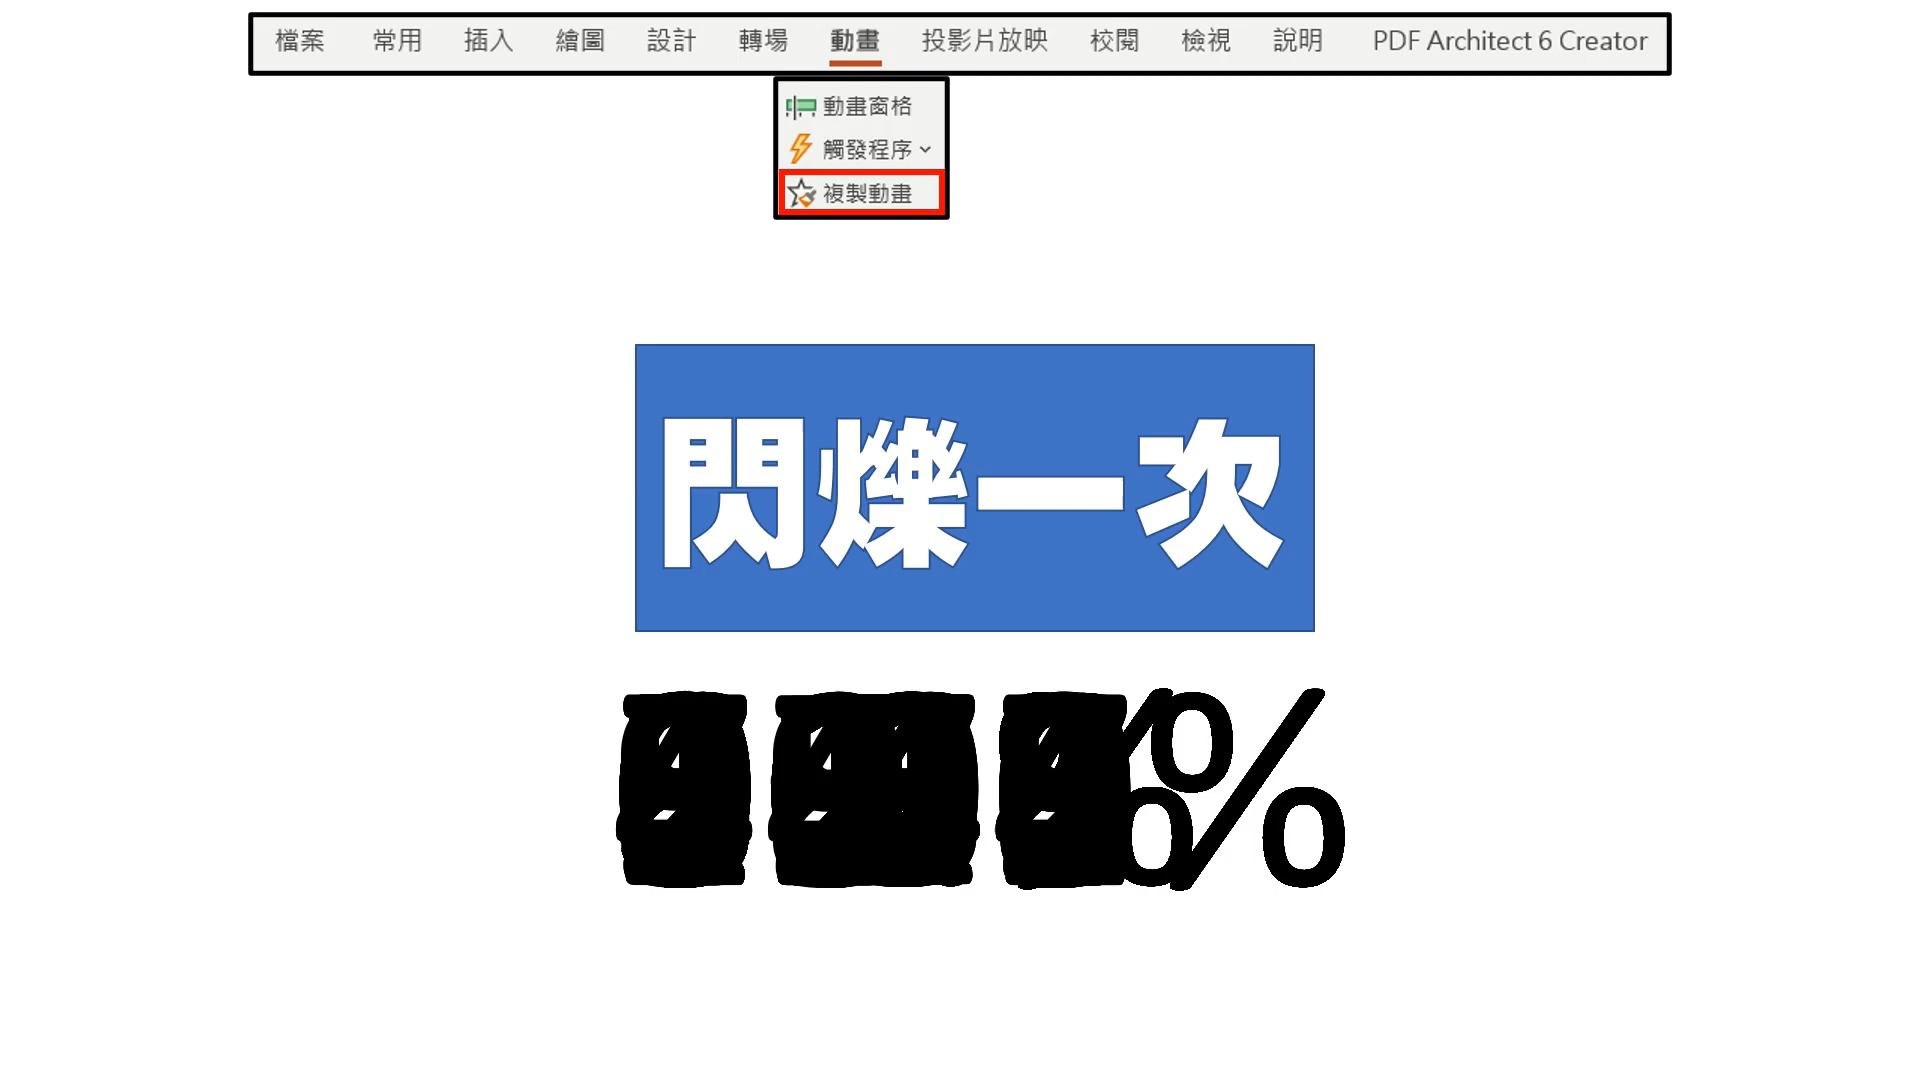 檔案 常用 插入 繪圖 設計 轉場 動畫 投影片放映 校閱 檢視 說明 PDF Architect 6 Creator
動畫窗格
觸發程序
複製動畫
閃爍一次
%